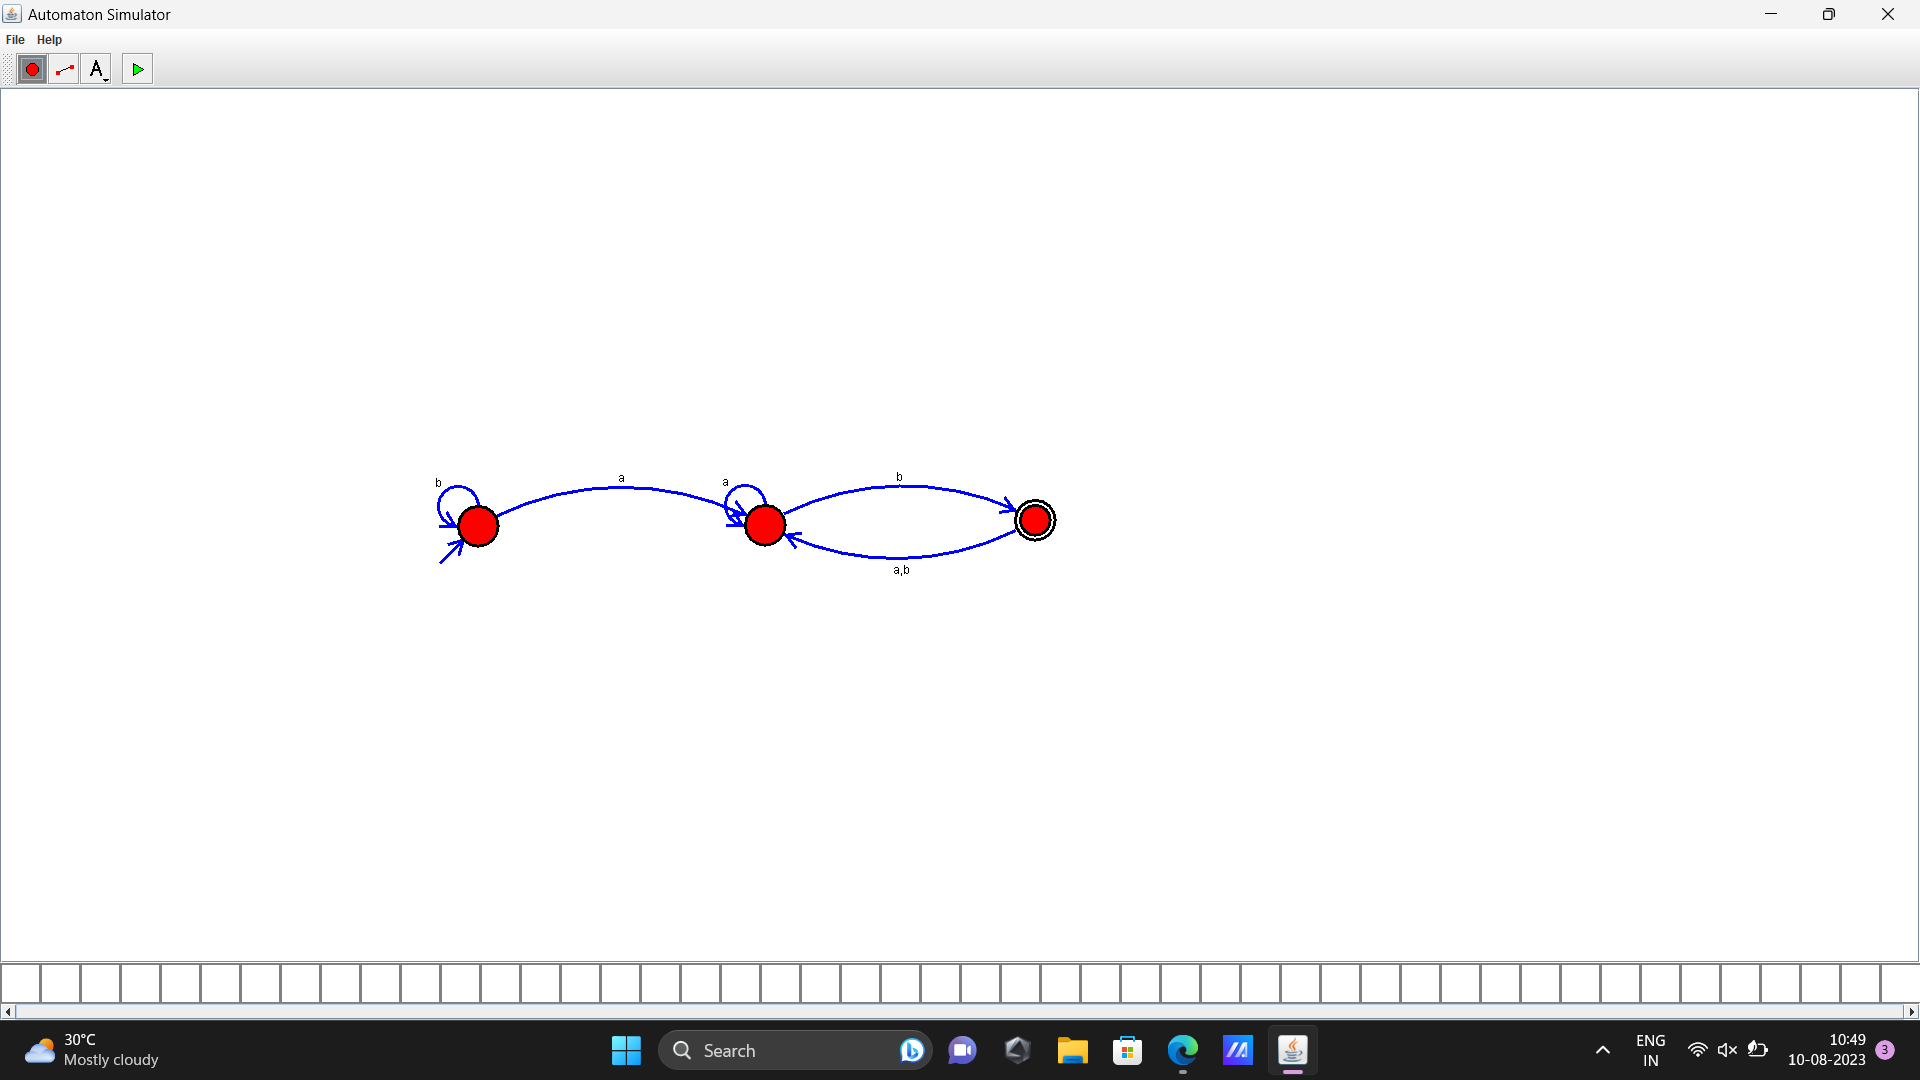 Automaton Simulator
File Help
A
b
a
a
b
a,b
30°C
Mostly cloudy
Search
ENG
IN
10:49
10-08-2023
3